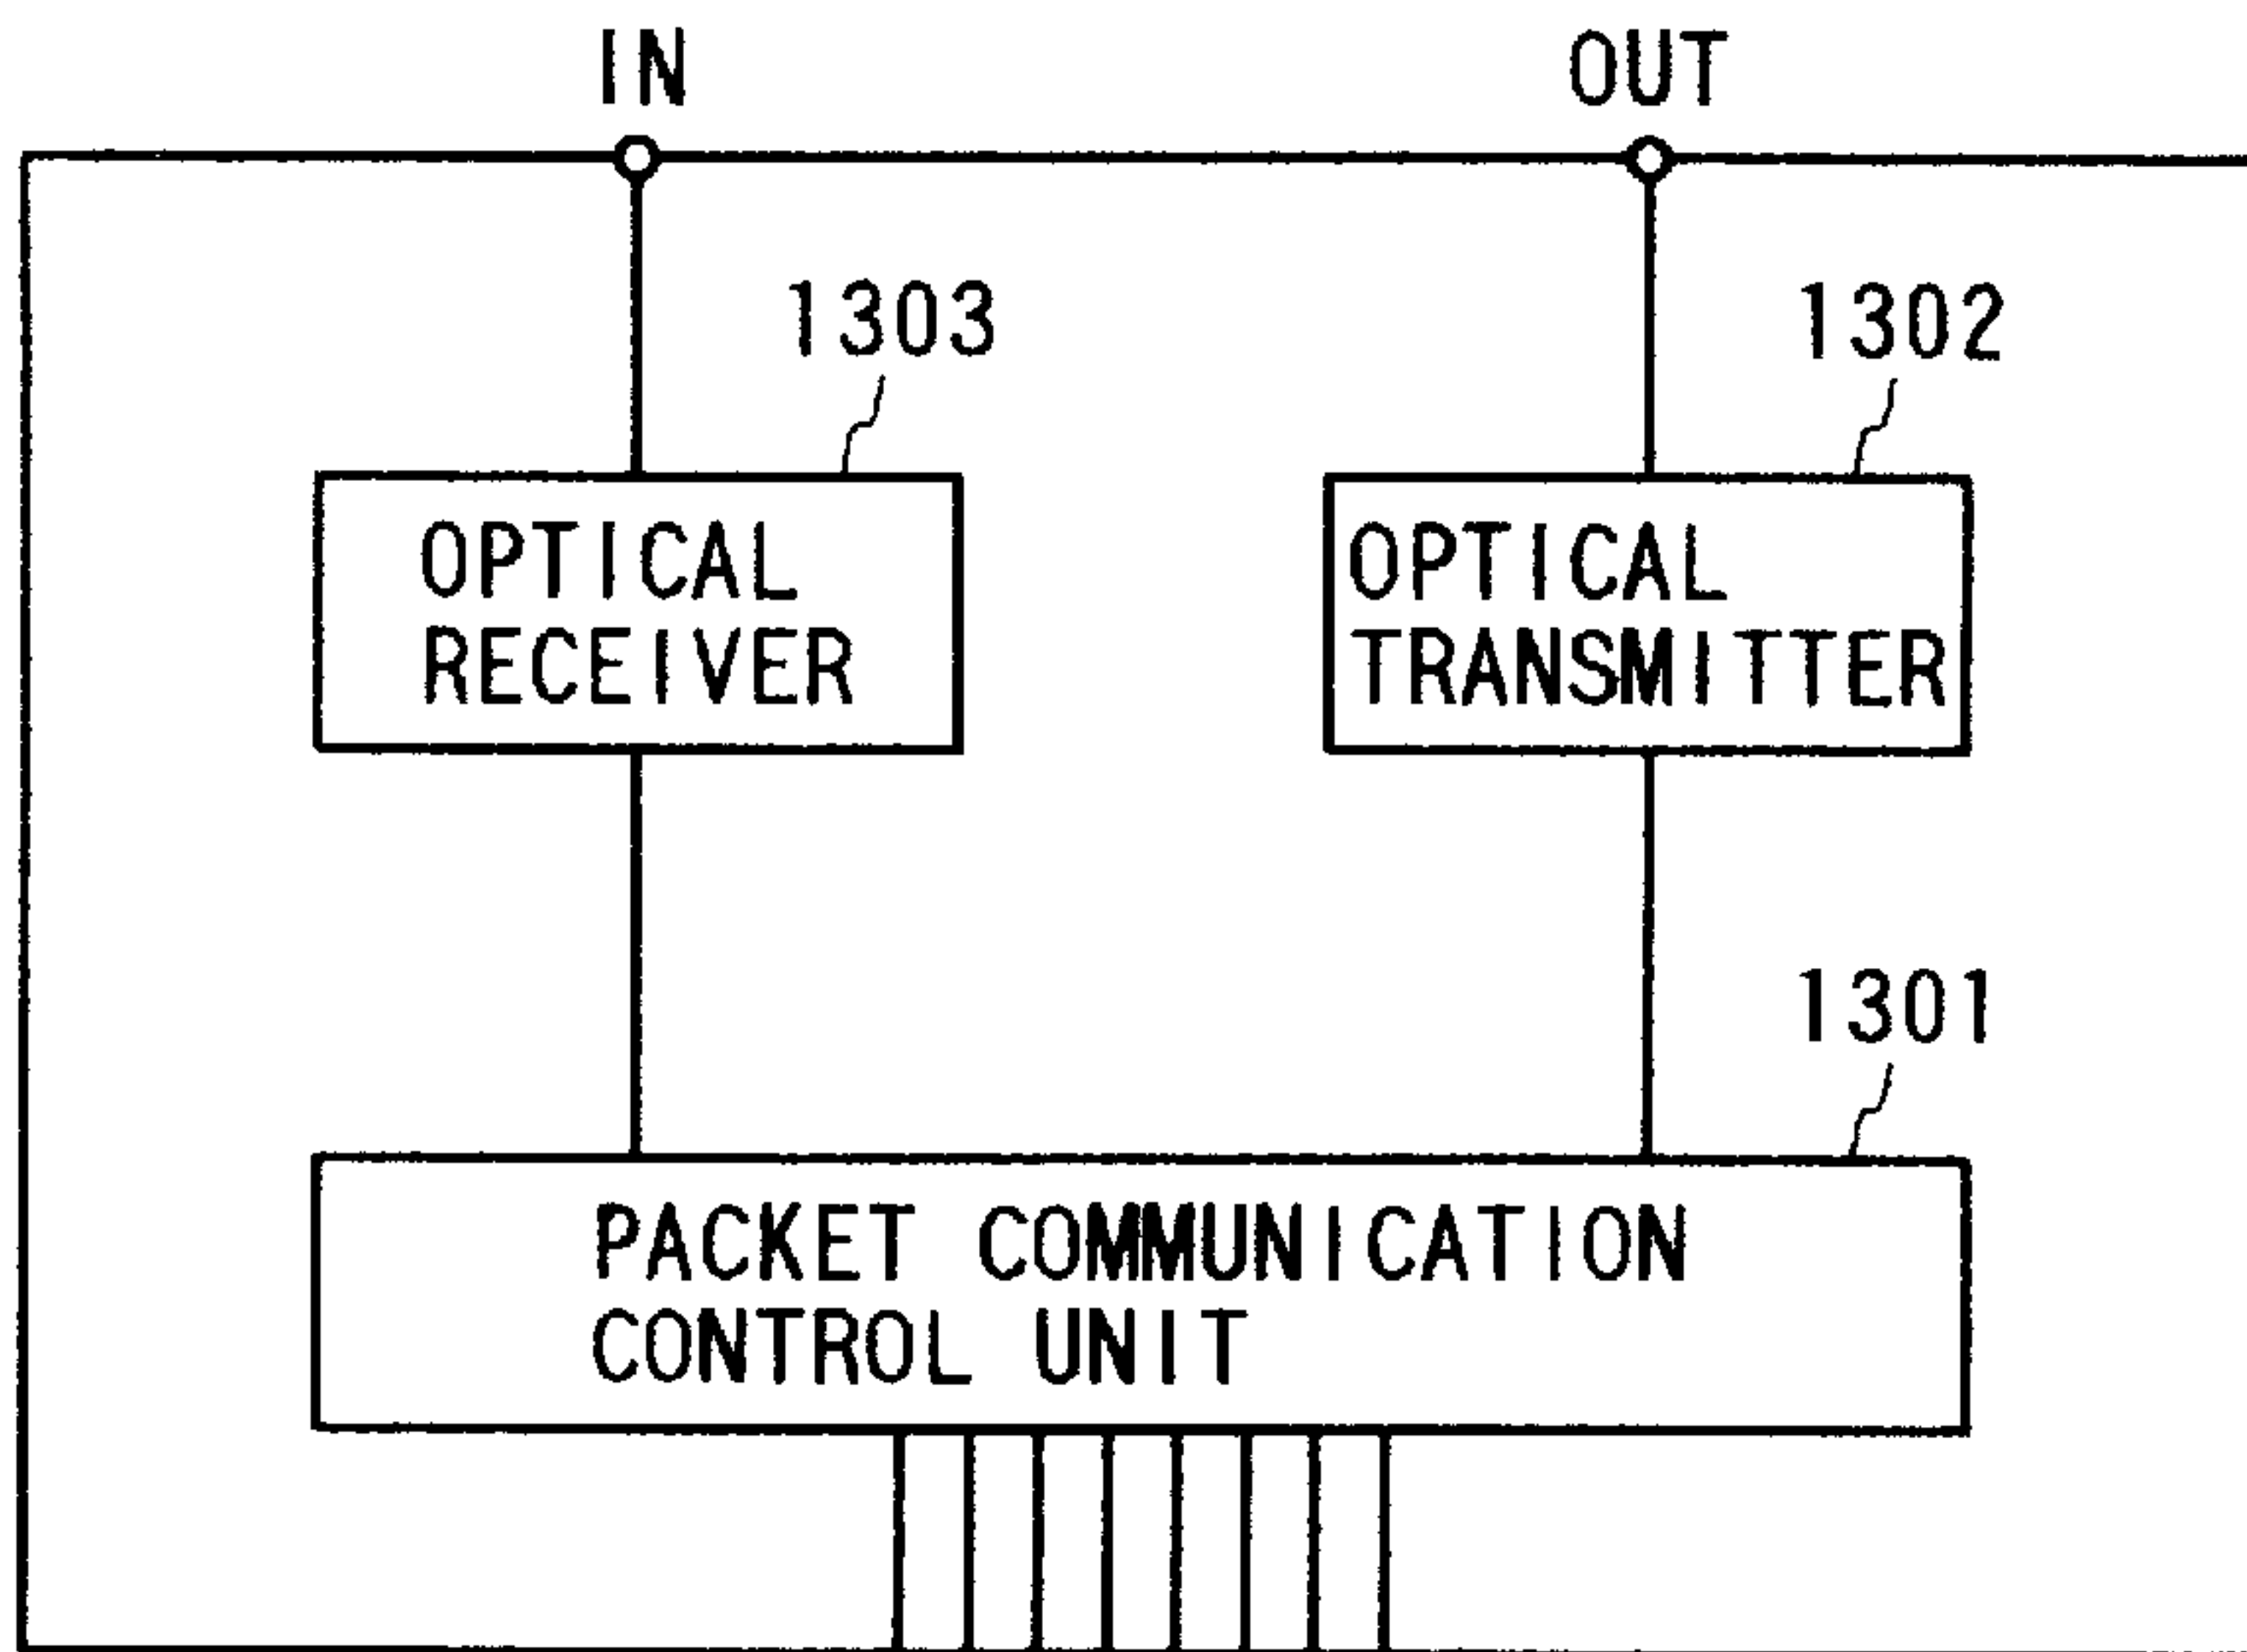 IN
OUT
1303
1302
OPTICAL
RECEIVER
OPTICAL
TRANSMITTER
1301
PACKET COMMUNICATION
CONTROL UNIT